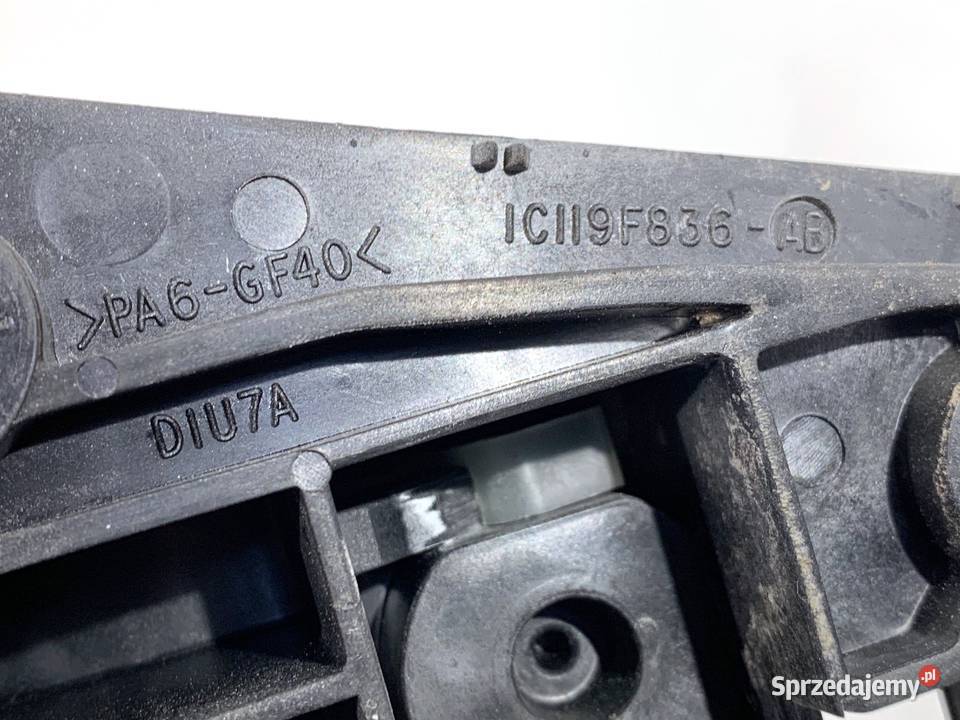 1C119F836-AB
>PA6-GF40<
D1U7A
Sprzedajemy.pl